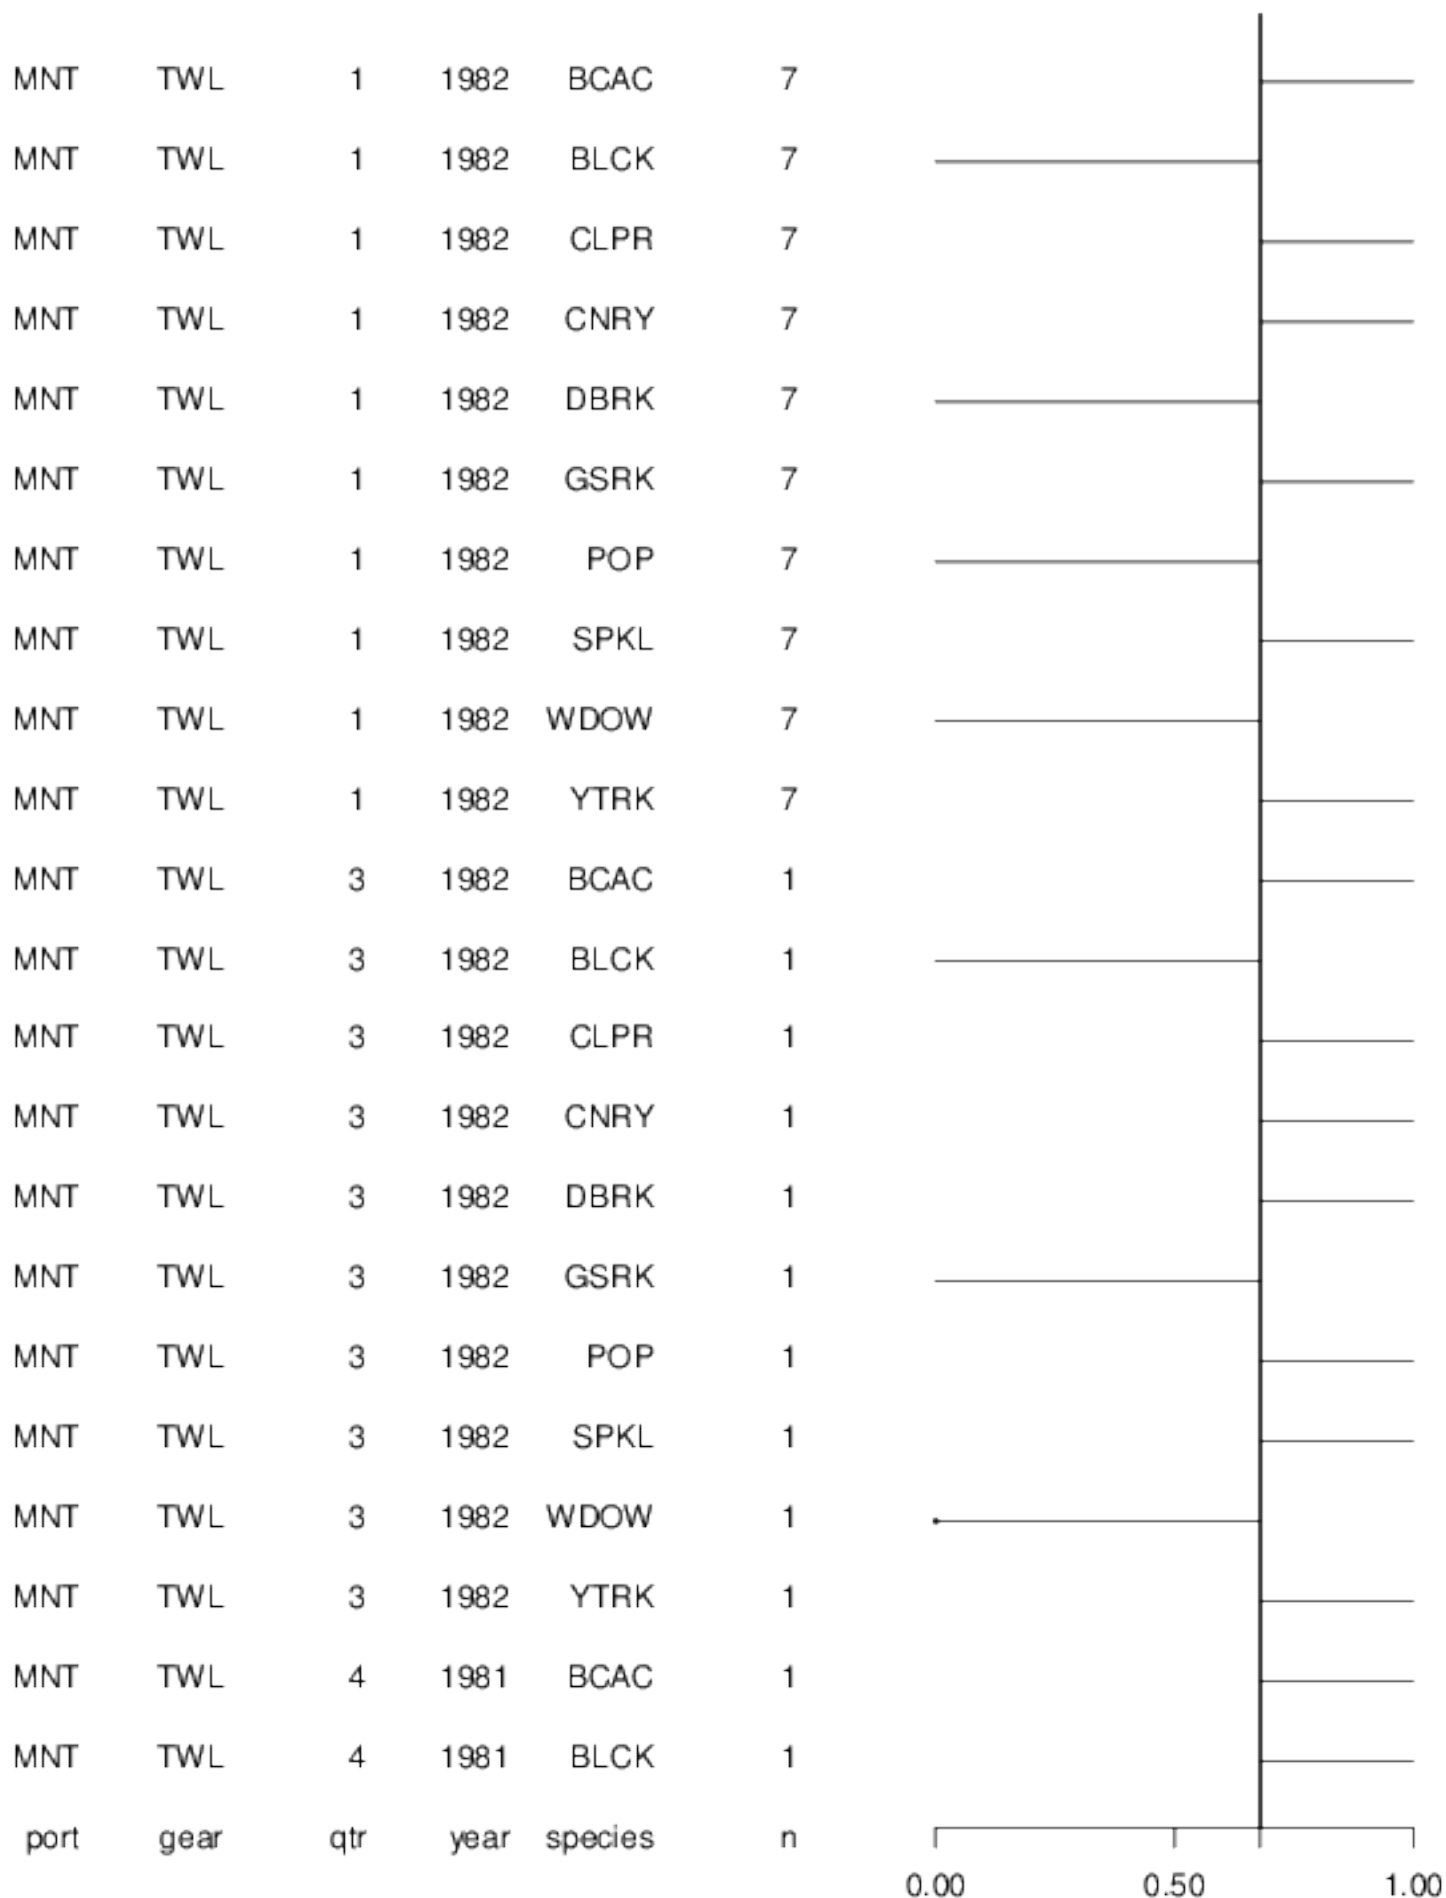 MNT TWL 1 1982 BCAC 7
MNT TWL 1 1982 BLCK 7
MNT TWL 1 1982 CLPR 7
MNT TWL 1 1982 CNRY 7
MNT TWL 1 1982 DBRK 7
MNT TWL 1 1982 GSRK 7
MNT TWL 1 1982 POP 7
MNT TWL 1 1982 SPKL 7
MNT TWL 1 1982 WDOW 7
MNT TWL 1 1982 YTRK 7
MNT TWL 3 1982 BCAC 1
MNT TWL 3 1982 BLCK 1
MNT TWL 3 1982 CLPR 1
MNT TWL 3 1982 CNRY 1
MNT TWL 3 1982 DBRK 1
MNT TWL 3 1982 GSRK 1
MNT TWL 3 1982 POP 1
MNT TWL 3 1982 SPKL 1
MNT TWL 3 1982 WDOW 1
MNT TWL 3 1982 YTRK 1
MNT TWL 4 1981 BCAC 1
MNT TWL 4 1981 BLCK 1
port gear qtr year species n
0.00 0.50 1.00